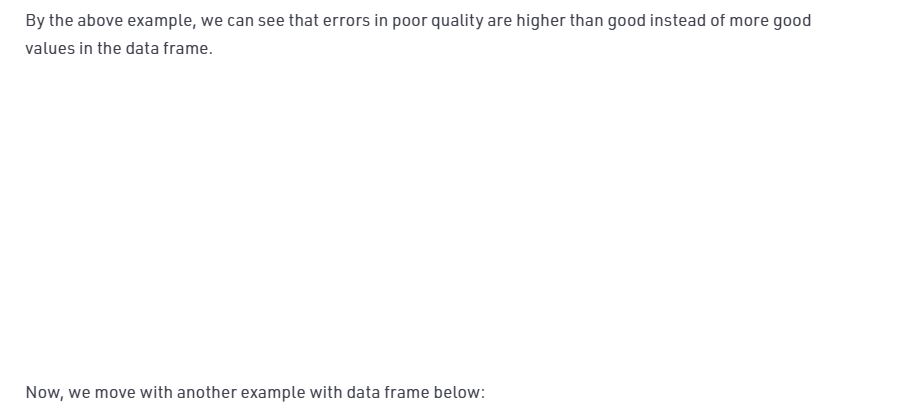 By the above example, we can see that errors in poor quality are higher than good instead of more good
values in the data frame.
Now, we move with another example with data frame below: